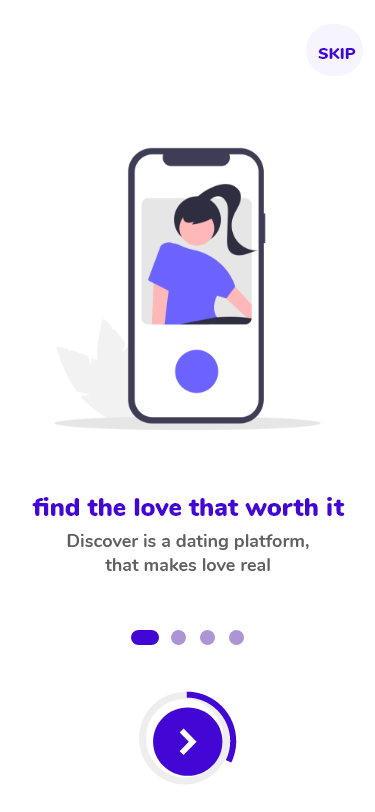 SKIP
find the love that worth it
Discover is a dating platform,
that makes love real